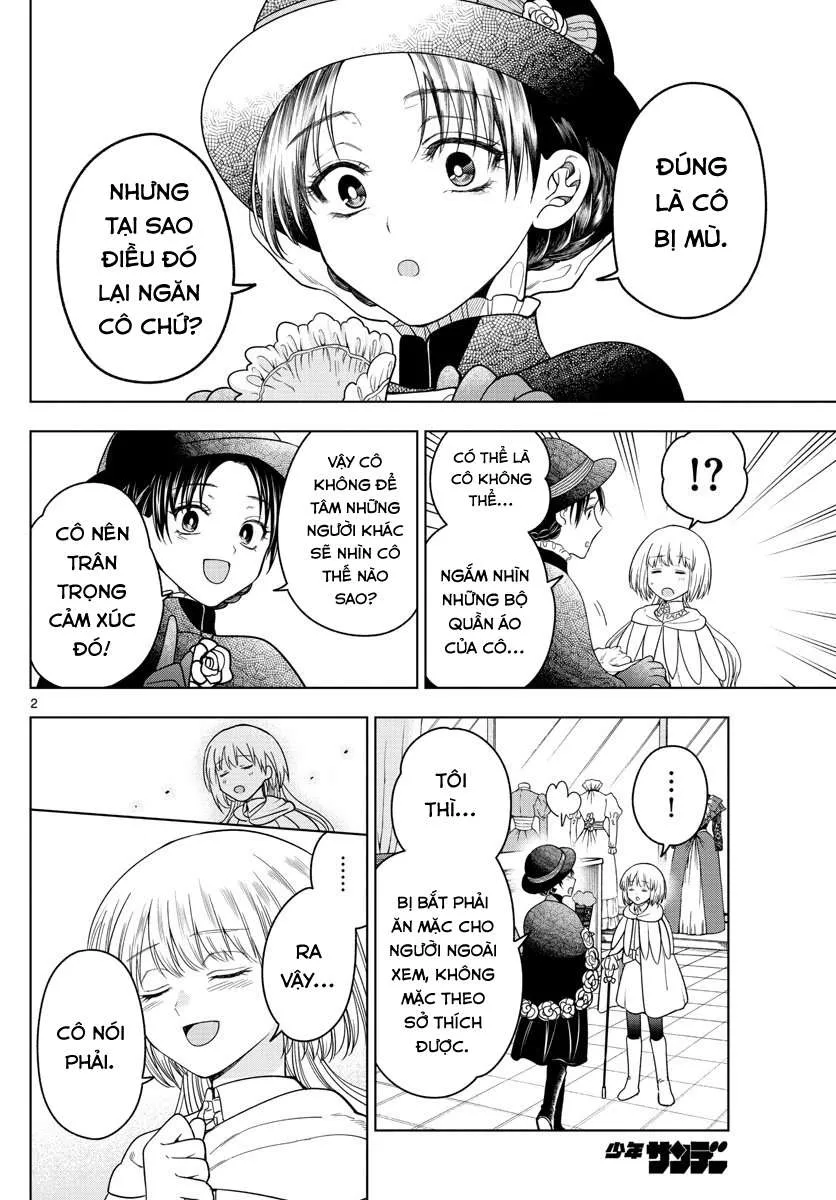 ĐÚNG
LÀ CÔ
BỊ MÙ.
NHƯNG
TẠI SAO
ĐIỀU ĐÓ
LẠI NGĂN
CÔ CHỨ?
!?
CÓ THỂ LÀ
CÔ KHÔNG
THỂ...
NGẮM NHÌN
NHỮNG BỘ
QUẦN ÁO
CỦA CÔ...
VẬY CÔ
KHÔNG ĐỂ
TÂM NHỮNG
NGƯỜI KHÁC
SẼ NHÌN CÔ
THẾ NÀO
SAO?
CÔ NÊN
TRÂN
TRỌNG
CẢM XÚC
ĐÓ!
2
...!
TÔI
THÌ...
BỊ BẮT PHẢI
ĂN MẶC CHO
NGƯỜI NGOÀI
XEM, KHÔNG
MẶC THEO
SỞ THÍCH
ĐƯỢC.
......
RA
VẬY...
CÔ NÓI
PHẢI.
少年サンデー